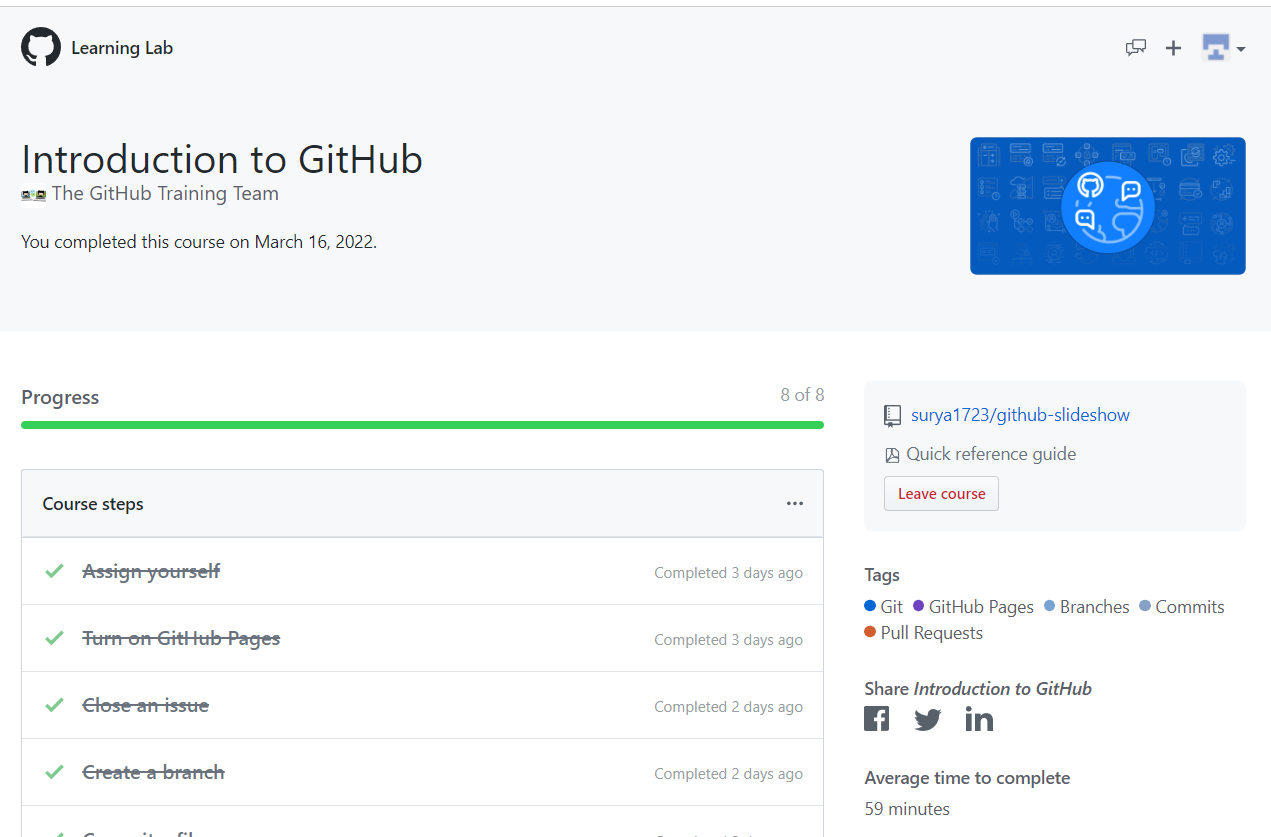 Learning Lab
Introduction to GitHub
The GitHub Training Team
You completed this course on March 16, 2022.
Progress
8 of 8
Course steps
Assign yourself
Completed 3 days ago
Turn on GitHub Pages
Completed 3 days ago
Close an issue
Completed 2 days ago
Create a branch
Completed 2 days ago
surya1723/github-slideshow
Quick reference guide
Leave course
Tags
Git GitHub Pages Branches Commits
Pull Requests
Share Introduction to GitHub
Average time to complete
59 minutes